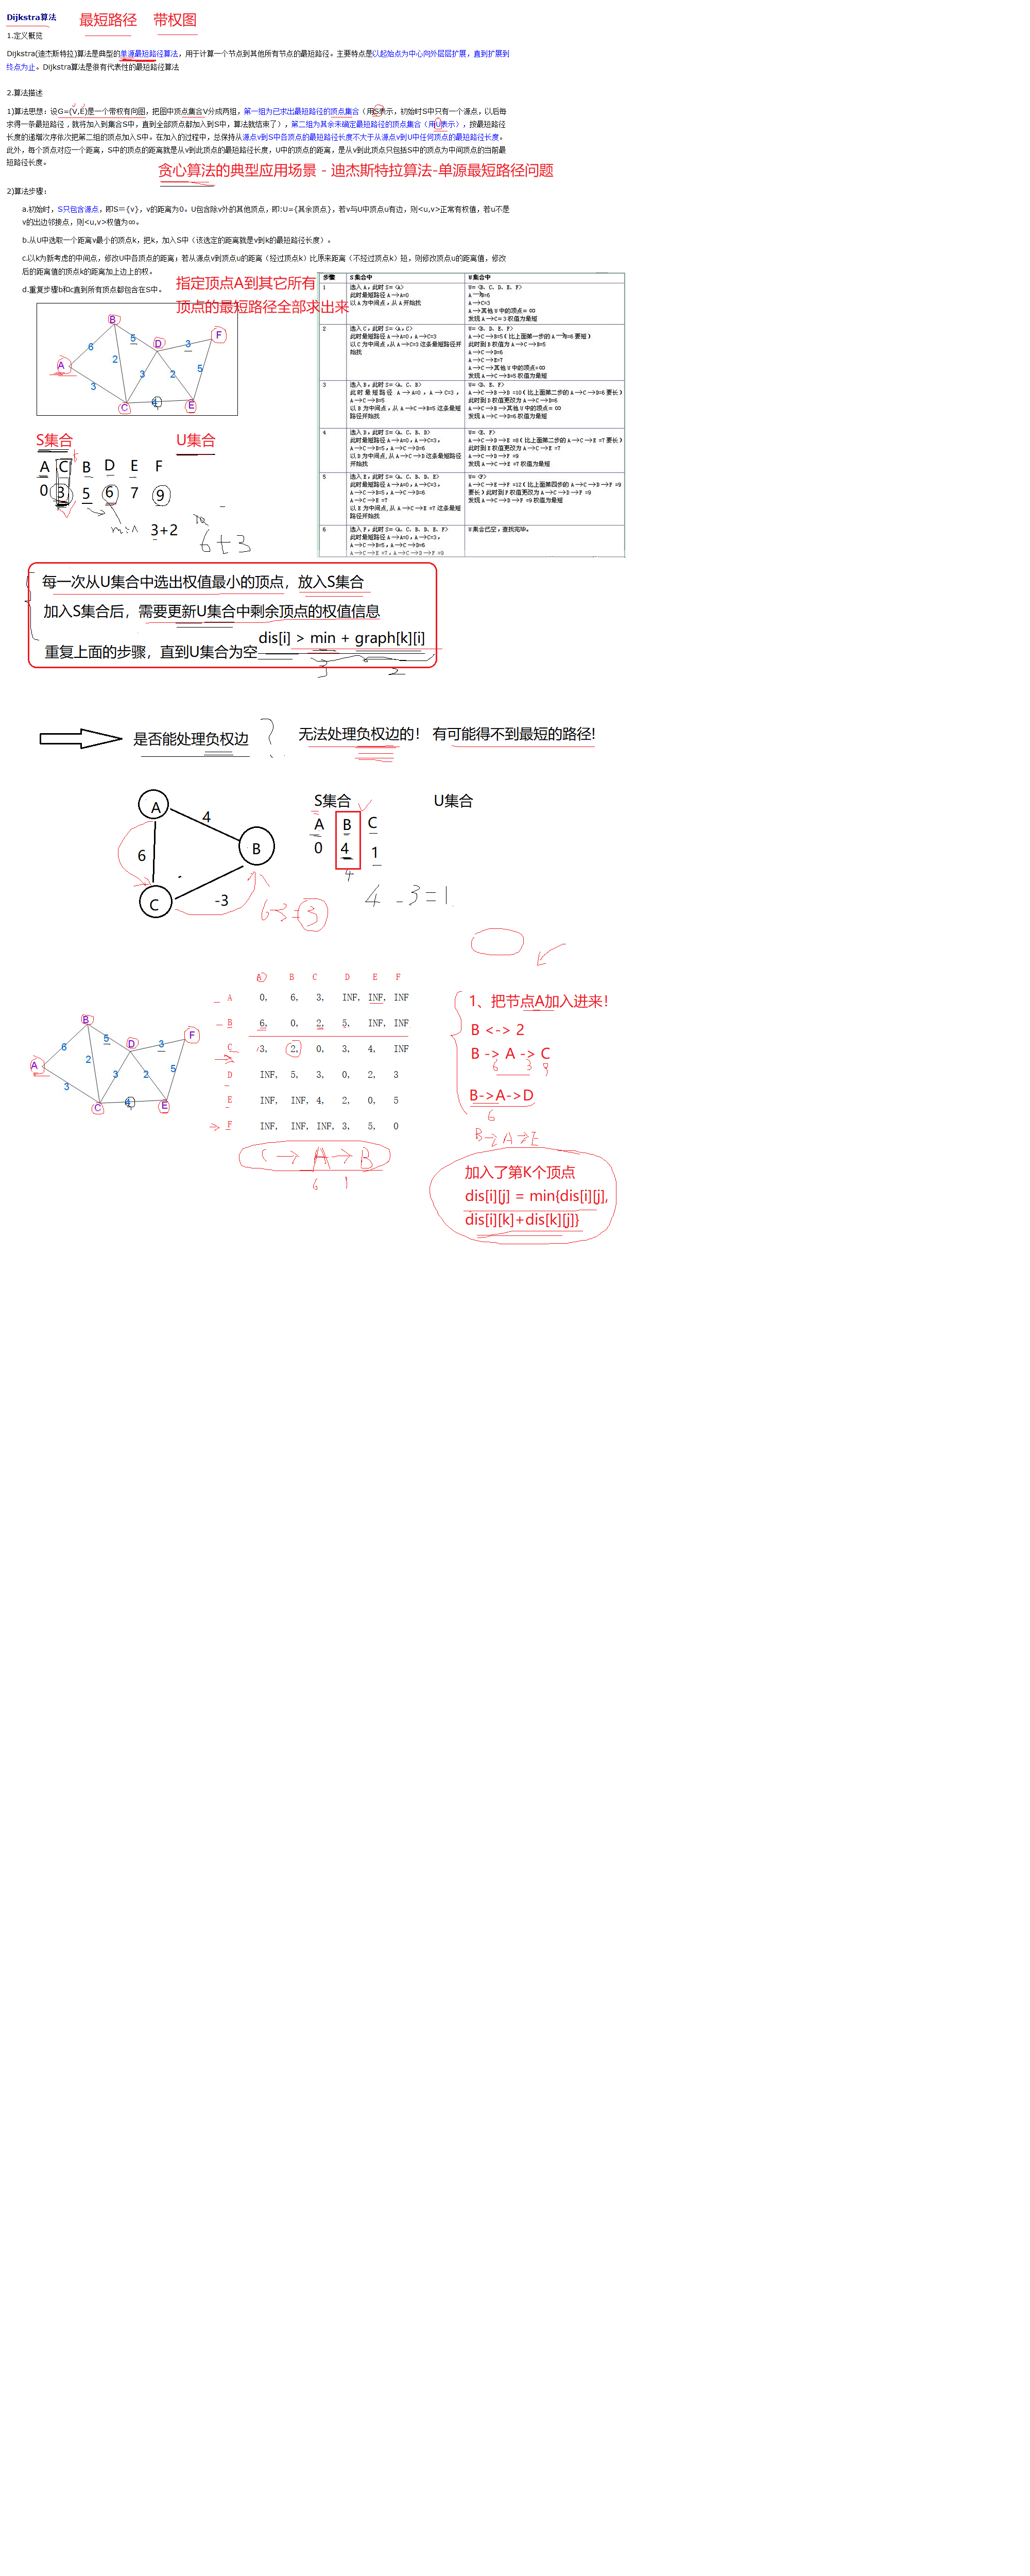 Dijkstra算法
最短路径 带权图
1.定义概览
Dijkstra(迪杰斯特拉)算法是典型的单源最短路径算法，用于计算一个节点到其他所有节点的最短路径。主要特点是以起始点为中心向外层层扩展，直到扩展到
终点为止。Dijkstra算法是很有代表性的最短路径算法
2.算法描述
1)算法思想：设G=(V,E)是一个带权有向图，把图中顶点集合V分成两组，第一组为已求出最短路径的顶点集合（用S表示，初始时S中只有一个源点，以后每
求得一条最短路径，就将加入到集合S中，直到全部顶点都加入到S中，算法就结束了），第二组为其余未确定最短路径的顶点集合（用U表示），按最短路径
长度的递增次序依次把第二组的顶点加入S中。在加入的过程中，总保持从源点v到S中各顶点的最短路径长度不大于从源点v到U中任何顶点的最短路径长度。
此外，每个顶点对应一个距离，S中的顶点的距离就是从v到此顶点的最短路径长度，U中的顶点的距离，是从v到此顶点只包括S中的顶点为中间顶点的当前最
短路径长度。
贪心算法的典型应用场景 - 迪杰斯特拉算法-单源最短路径问题
2)算法步骤：
a.初始时，S只包含源点，即S＝{v}，v的距离为0。U包含除v外的其他顶点，即:U={其余顶点}，若v与U中顶点u有边，则<u,v>正常有权值，若u不是
v的出边邻接点，则<u,v>权值为∞。
b.从U中选取一个距离v最小的顶点k，把k，加入S中（该选定的距离就是v到k的最短路径长度）。
c.以k为新考虑的中间点，修改U中各顶点的距离；若从源点v到顶点u的距离（经过顶点k）比原来距离（不经过顶点k）短，则修改顶点u的距离值，修改
后的距离值的顶点k的距离加上边上的权。
d.重复步骤b和c直到所有顶点都包含在S中。
指定顶点A到其它所有
顶点的最短路径全部求出来
步骤 S集合中 U集合中
1
选入A，此时S=〈A〉
此时最短路径A→A=0
以A为中间点，从A开始找
U=〈B、C、D、E、F〉
A→B=6
A→C=3
A→其他U中的顶点=∞
发现A→C=3权值为最短
2
选入C，此时S=〈A，C〉
此时最短路径A→A=0，A→C=3
以C为中间点，从A→C=3这条最短路径开
始找
U=〈B、D、E、F〉
A→C→B=5（比上面第一步的A→B=6要短）
此时到B权值为A→C→B=5
A→C→D=6
A→C→E=7
A→C→其他U中的顶点=∞
发现A→C→B=5权值为最短
3
选入B，此时S=〈A、C、B〉
此时最短路径A→A=0，A→C=3，
A→C→B=5
以B为中间点，从A→C→B=5这条最短
路径开始找
U=〈D、E、F〉
A→C→B→D=10（比上面第二步的A→C→D=6要长）
此时到D权值更改为A→C→D=6
A→C→B→其他U中的顶点=∞
发现A→C→D=6权值为最短
4
选入D，此时S=〈A、C、B、D〉
此时最短路径A→A=0，A→C=3，
A→C→B=5，A→C→D=6
以D为中间点，从A→C→D这条最短路径
开始找
U=〈E、F〉
A→C→D→E=8（比上面第二步的A→C→E=7要长）
此时到E权值更改为A→C→E=7
A→C→D→F=9
发现A→C→E=7权值为最短
5
选入E，此时S=〈A、C、B、D、E〉
此时最短路径A→A=0，A→C=3，
A→C→B=5，A→C→D=6
A→C→E=7
以E为中间点，从A→C→E=7这条最短
路径开始找
U=〈F〉
A→C→E→F=12（比上面第四步的A→C→D→F=9
要长）此时到F权值更改为A→C→D→F=9
发现A→C→D→F=9权值为最短
6
选入F，此时S=〈A、C、B、D、E、F〉
此时最短路径A→A=0，A→C=3，
A→C→B=5，A→C→D=6
A→C→E=7，A→C→D→F=9
U集合已空，查找完毕。
B 5 D 3 F
6 2
A 3 2 5
3
C 4 E
S集合 U集合
A C B D E F
0 3 5 6 7 9
min 3+2
10
6+3
每一次从U集合中选出权值最小的顶点，放入S集合
加入S集合后，需要更新U集合中剩余顶点的权值信息
重复上面的步骤，直到U集合为空
dis[i] > min + graph[k][i]
3 2
是否能处理负权边 ?
无法处理负权边的！ 有可能得不到最短的路径!
A
4
6 B
C -3
6-3=3
S集合 U集合
A B C
0 4 1
4
4-3=1
A B C D E F
A 0, 6, 3, INF, INF, INF
B 6, 0, 2, 5, INF, INF
C 3, 2, 0, 3, 4, INF
D INF, 5, 3, 0, 2, 3
E INF, INF, 4, 2, 0, 5
F INF, INF, INF, 3, 5, 0
B 5 D 3 F
6 2
A 3 2 5
3
C 4 E
C→A→B
6
1、把节点A加入进来！
B <-> 2
B -> A -> C
6 3 9
B->A->D
6
B→A→E
加入了第K个顶点
dis[i][j] = min{dis[i][j],
dis[i][k]+dis[k][j]}